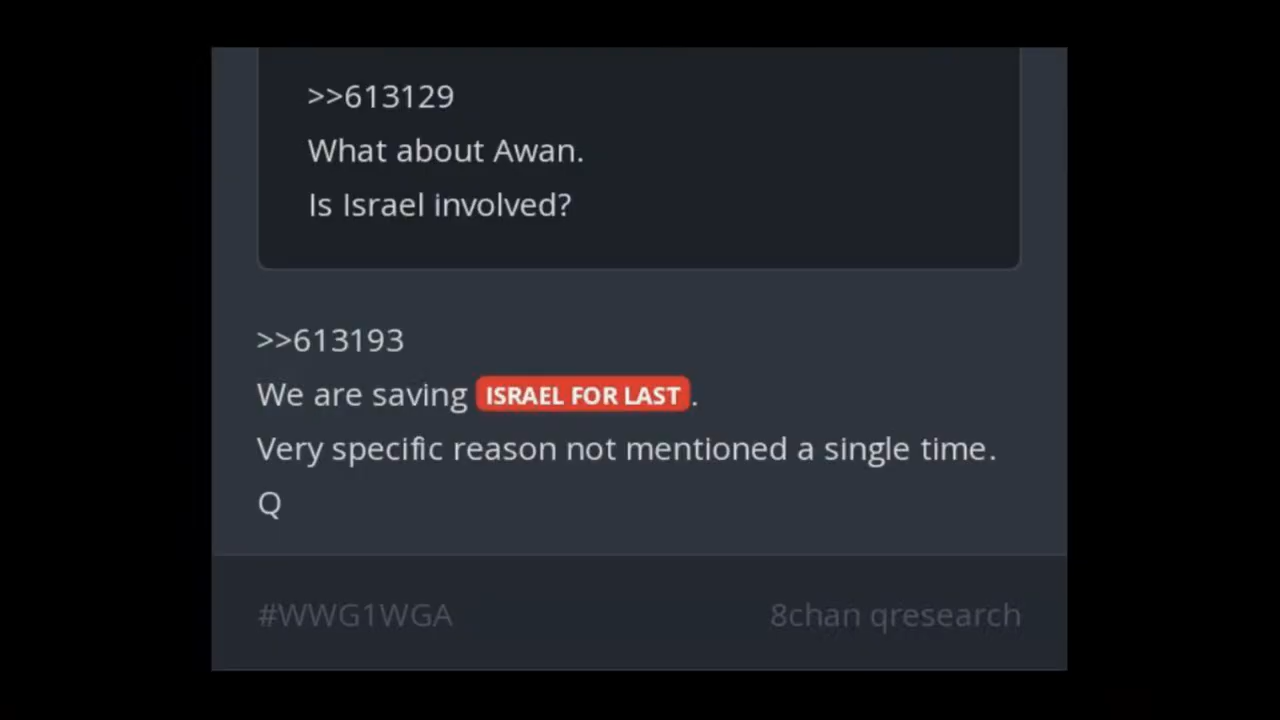 >>613129
What about Awan.
Is Israel involved?
>>613193
We are saving ISRAEL FOR LAST.
Very specific reason not mentioned a single time.
Q
#WWG1WGA 8chan qresearch